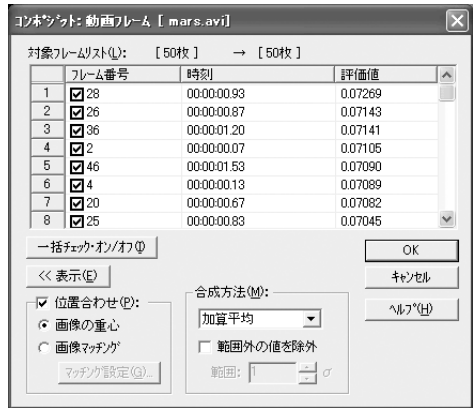 ｺﾝﾎﾟｼﾞｯﾄ: 動画ﾌﾚｰﾑ [ mars.avi]
対象ﾌﾚｰﾑﾘｽﾄ(L): [ 50枚 ] → [ 50枚 ]
ﾌﾚｰﾑ番号 時刻 評価値
1 28 00:00:00.93 0.07269
2 26 00:00:00.87 0.07143
3 36 00:00:01.20 0.07141
4 2 00:00:00.07 0.07105
5 46 00:00:01.53 0.07090
6 4 00:00:00.13 0.07089
7 20 00:00:00.67 0.07082
8 25 00:00:00.83 0.07045
一括ﾁｪｯｸ･ｵﾝ/ｵﾌ(I)
OK
<< 表示(E)
ｷｬﾝｾﾙ
位置合わせ(P):
合成方法(M):
ﾍﾙﾌﾟ(H)
画像の重心
加算平均
画像ﾏｯﾁﾝｸﾞ
範囲外の値を除外
ﾏｯﾁﾝｸﾞ設定(G)...
範囲: 1 σ